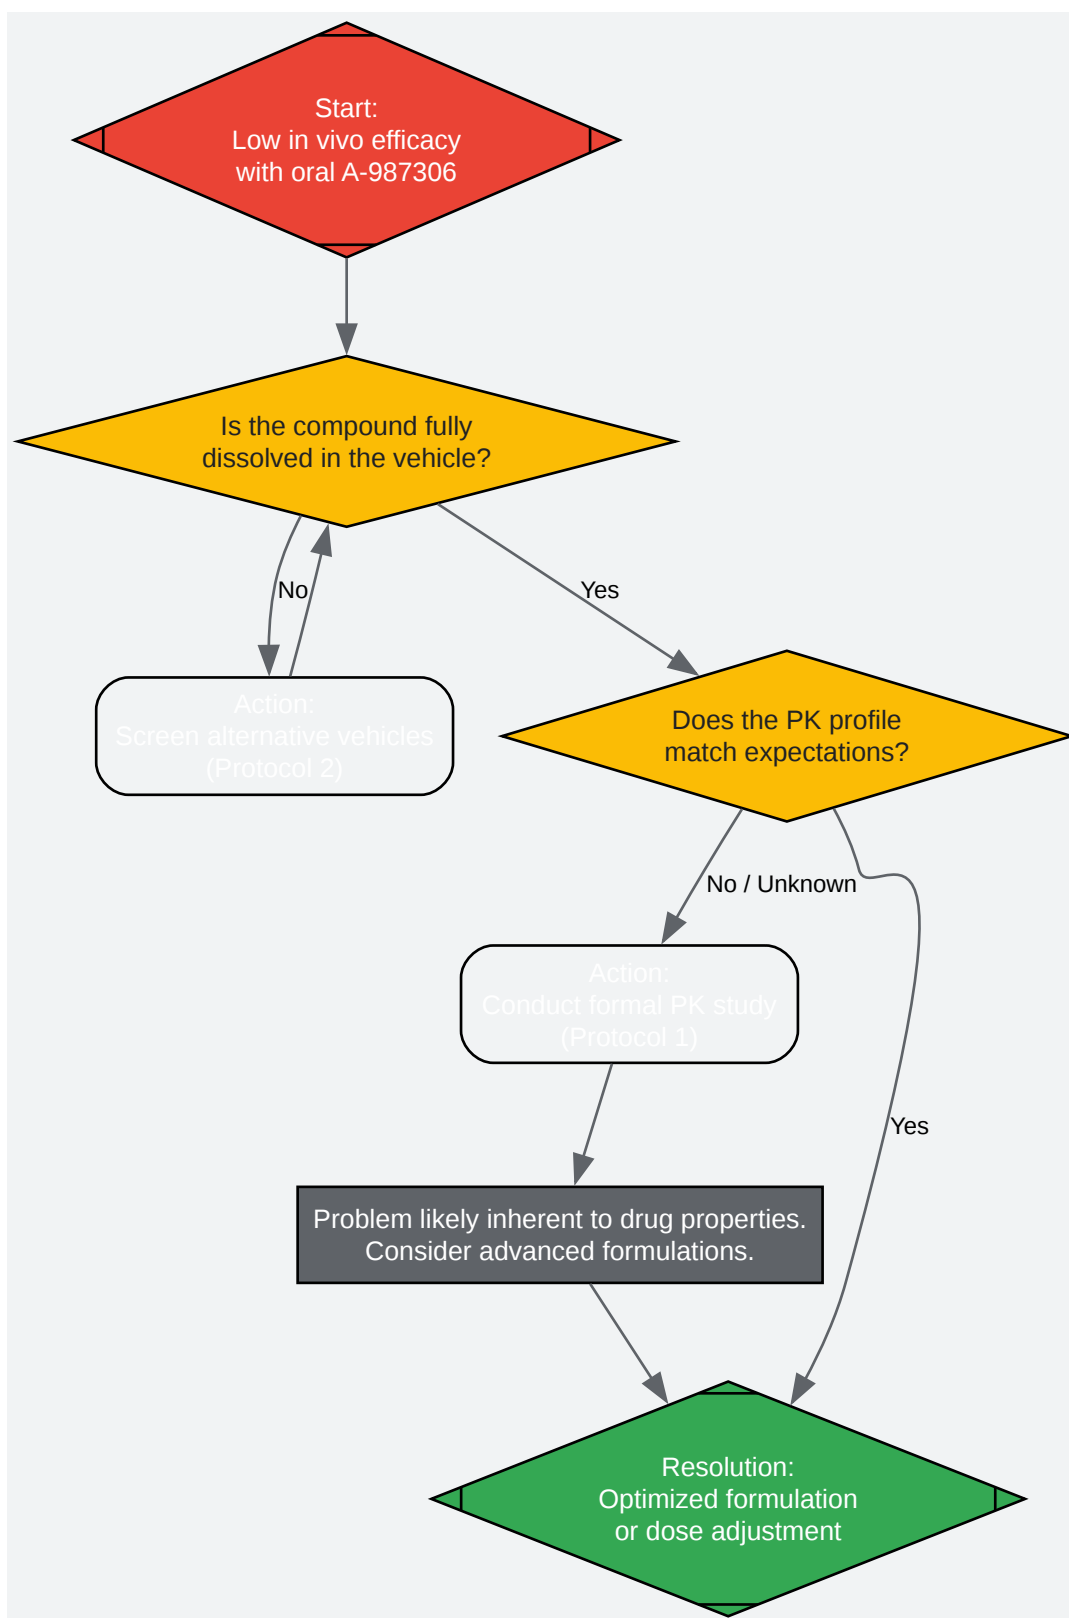 Start:
Low in vivo efficacy
with oral A-987306
Is the compound fully
dissolved in the vehicle?
No
Yes
Action:
Screen alternative vehicles
(Protocol 2)
Does the PK profile
match expectations?
No / Unknown
Action:
Conduct formal PK study
(Protocol 1)
Yes
Problem likely inherent to drug properties.
Consider advanced formulations.
Resolution:
Optimized formulation
or dose adjustment